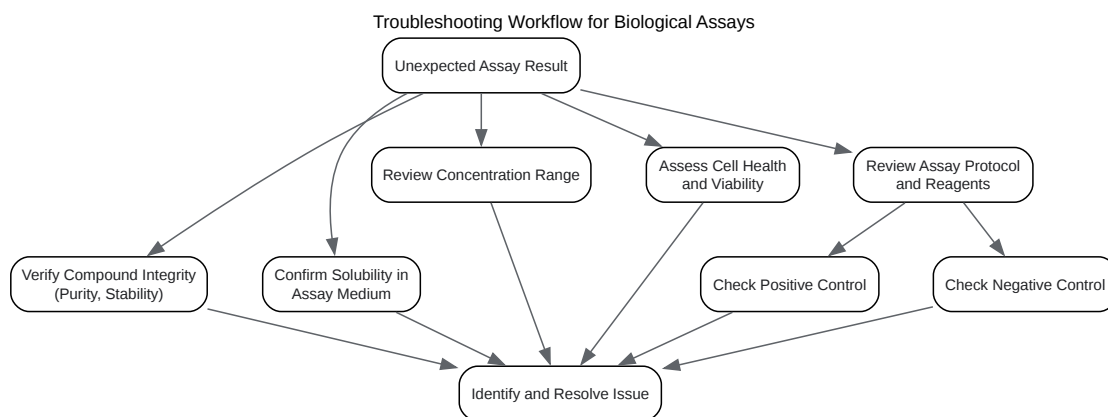 Troubleshooting Workflow for Biological Assays
Unexpected Assay Result
Review Concentration Range
Assess Cell Health
and Viability
Review Assay Protocol
and Reagents
Verify Compound Integrity
(Purity, Stability)
Confirm Solubility in
Assay Medium
Check Positive Control
Check Negative Control
Identify and Resolve Issue